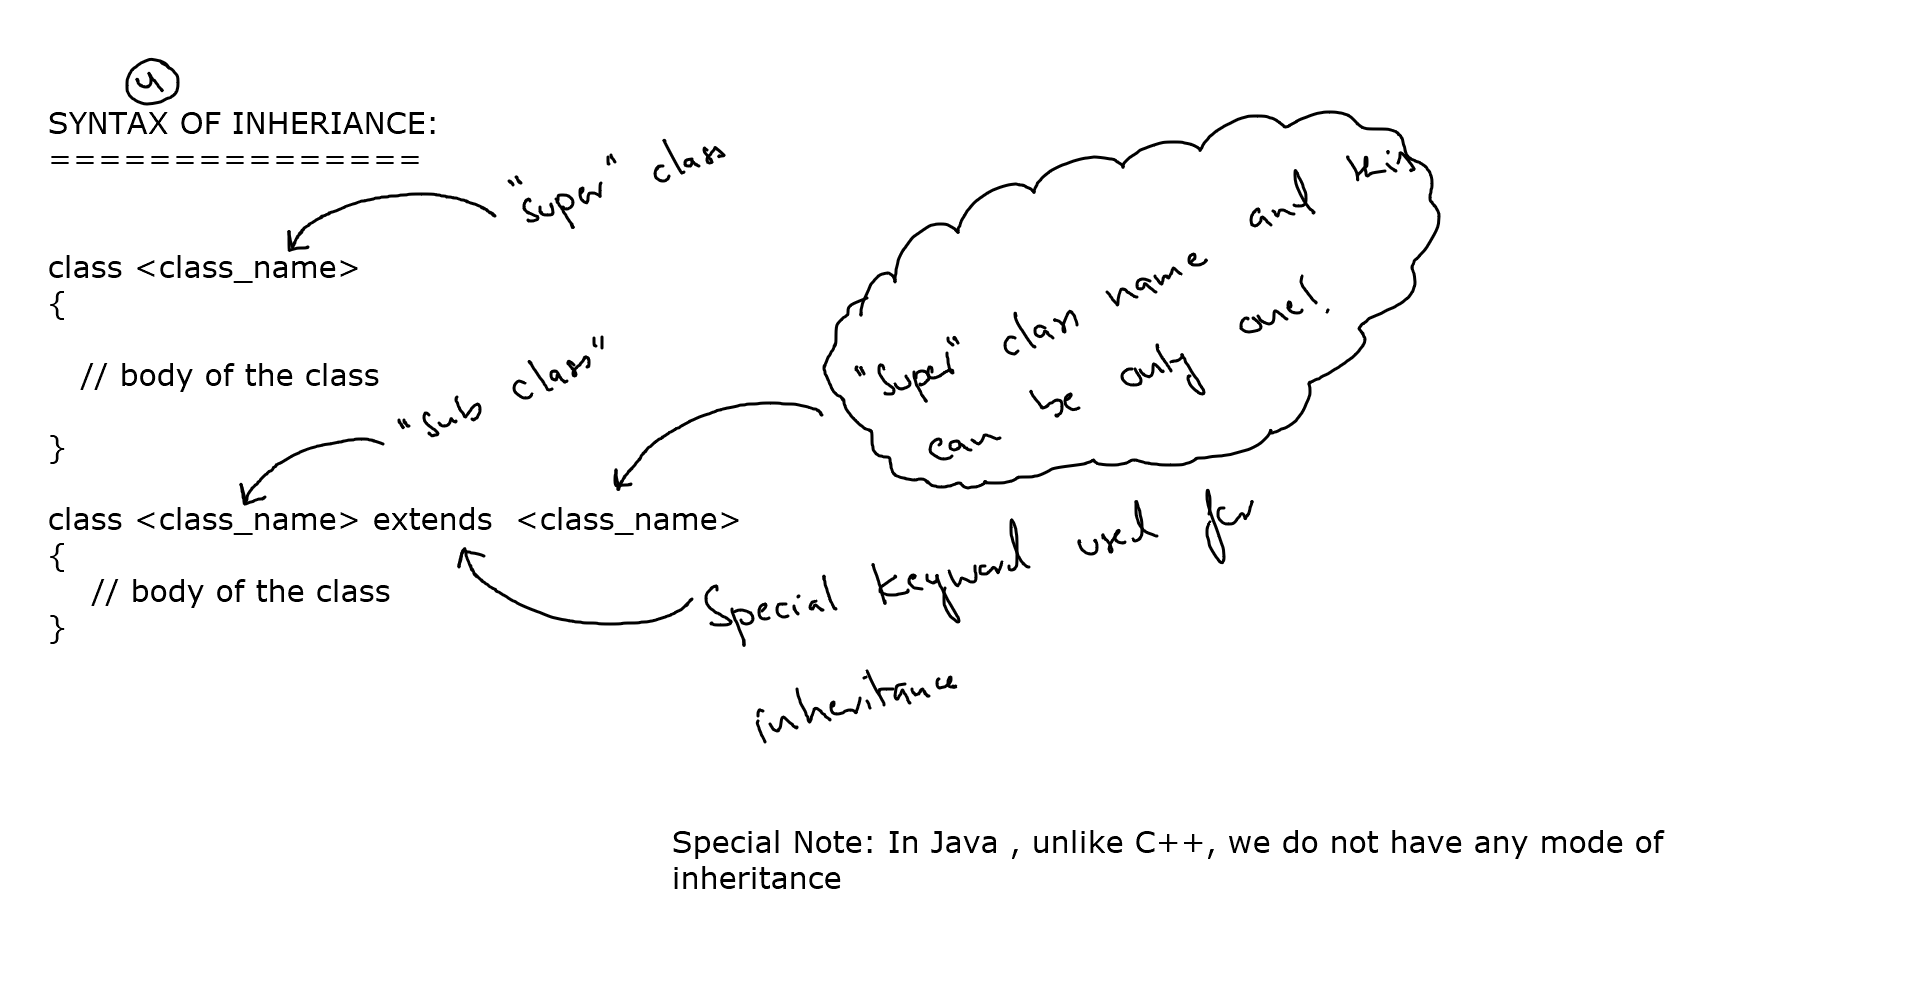 4
SYNTAX OF INHERIANCE:
===============
"super" class
class <class_name>
{
// body of the class
}
"sub class"
"super" class name and this
can be only one!
class <class_name> extends <class_name>
{
// body of the class
}
Special keyword used for
inheritance
Special Note: In Java , unlike C++, we do not have any mode of
inheritance